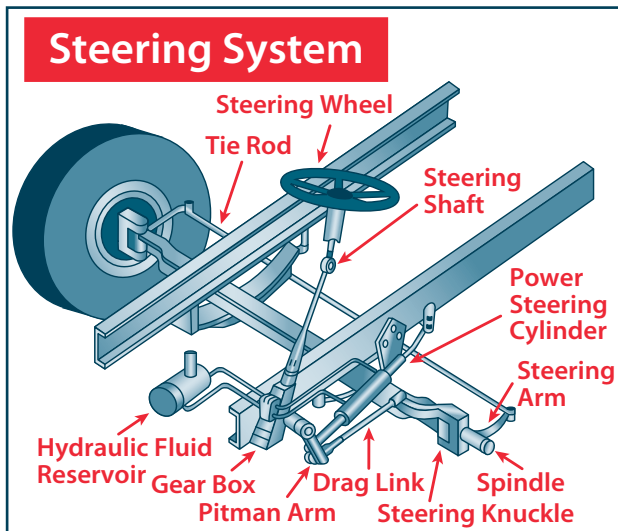 Steering System
Steering Wheel
Tie Rod
Steering
Shaft
Power
Steering
Cylinder
Steering
Arm
Hydraulic Fluid
Reservoir
Gear Box
Pitman Arm
Drag Link
Steering Knuckle
Spindle